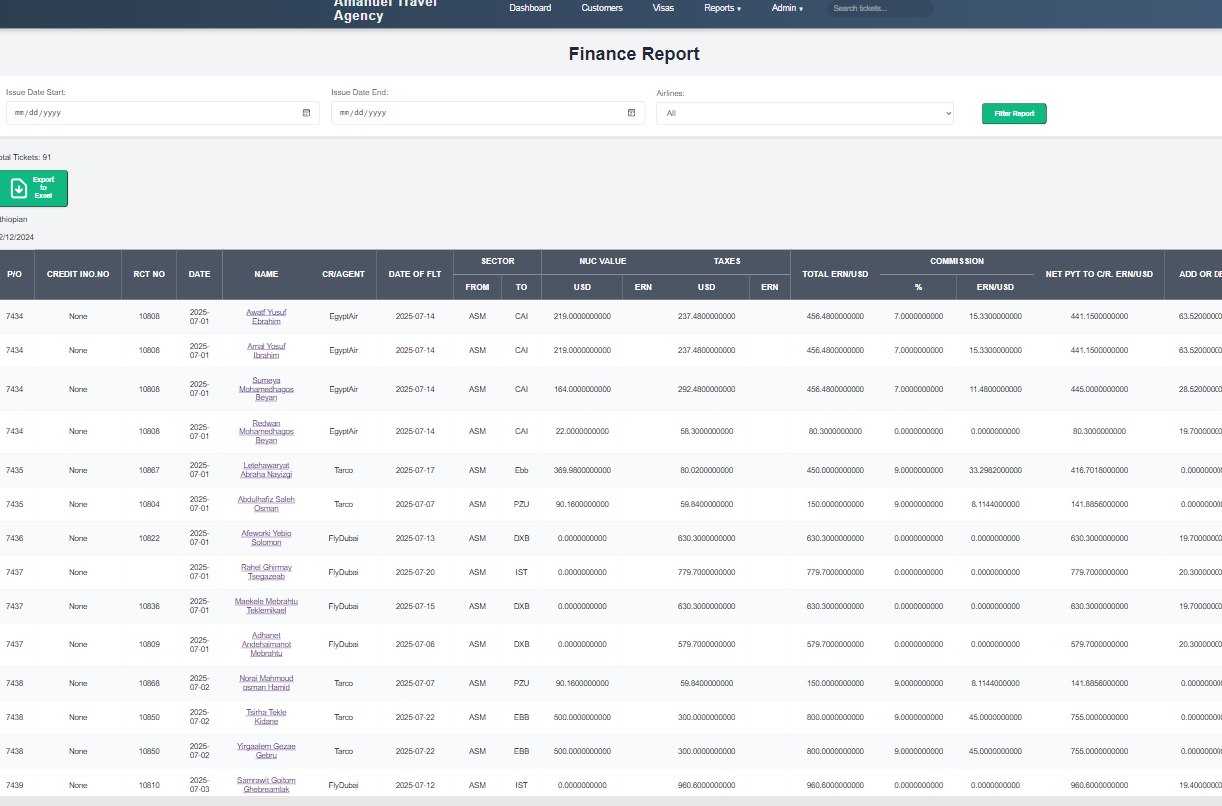 Amanuel Travel
Agency
Dashboard Customers Visas Reports ▾ Admin ▾ Search tickets...
Finance Report
Issue Date Start: Issue Date End: Airlines:
mm/dd/yyyy mm/dd/yyyy All Filter Report
otal Tickets: 91
Export
to
Excel
thiopian
2/12/2024
SECTOR NUC VALUE TAXES COMMISSION
P/O CREDIT INO.NO RCT NO DATE NAME CR/AGENT DATE OF FLT TOTAL ERN/USD NET PYT TO C/R. ERN/USD ADD OR DE
FROM TO USD ERN USD ERN % ERN/USD
7434 None 10808 2025-07-01 Awatf Yusuf Ebrahim EgyptAir 2025-07-14 ASM CAI 219.0000000000 237.4800000000 456.4800000000 7.0000000000 15.3300000000 441.1500000000 63.5200000
7434 None 10808 2025-07-01 Amal Yosuf Ibrahim EgyptAir 2025-07-14 ASM CAI 219.0000000000 237.4800000000 456.4800000000 7.0000000000 15.3300000000 441.1500000000 63.5200000
7434 None 10808 2025-07-01 Sumeya Mohamedhagos Beyan EgyptAir 2025-07-14 ASM CAI 164.0000000000 292.4800000000 456.4800000000 7.0000000000 11.4800000000 445.0000000000 28.5200000
7434 None 10808 2025-07-01 Redwan Mohamedhagos Beyan EgyptAir 2025-07-14 ASM CAI 22.0000000000 58.3000000000 80.3000000000 0.0000000000 0.0000000000 80.3000000000 19.7000000
7435 None 10867 2025-07-01 Letehawaryat Abraha Nayizgi Tarco 2025-07-17 ASM Ebb 369.9800000000 80.0200000000 450.0000000000 9.0000000000 33.2982000000 416.7018000000 0.0000000
7435 None 10804 2025-07-01 Abdulhafiz Saleh Osman Tarco 2025-07-07 ASM PZU 90.1600000000 59.8400000000 150.0000000000 9.0000000000 8.1144000000 141.8856000000 0.0000000
7436 None 10822 2025-07-01 Afeworki Yebio Solomon FlyDubai 2025-07-13 ASM DXB 0.0000000000 630.3000000000 630.3000000000 0.0000000000 0.0000000000 630.3000000000 19.7000000
7437 None 2025-07-01 Rahel Ghirmay Tsegazeab FlyDubai 2025-07-20 ASM IST 0.0000000000 779.7000000000 779.7000000000 0.0000000000 0.0000000000 779.7000000000 20.3000000
7437 None 10836 2025-07-01 Maekele Mebrahtu Teklemikael FlyDubai 2025-07-15 ASM DXB 0.0000000000 630.3000000000 630.3000000000 0.0000000000 0.0000000000 630.3000000000 19.7000000
7437 None 10809 2025-07-01 Adhanet Andehaimanot Mebrahtu FlyDubai 2025-07-06 ASM DXB 0.0000000000 579.7000000000 579.7000000000 0.0000000000 0.0000000000 579.7000000000 20.3000000
7438 None 10868 2025-07-02 Norai Mahmoud osman Hamid Tarco 2025-07-07 ASM PZU 90.1600000000 59.8400000000 150.0000000000 9.0000000000 8.1144000000 141.8856000000 0.0000000
7438 None 10850 2025-07-02 Tsirha Tekle Kidane Tarco 2025-07-22 ASM EBB 500.0000000000 300.0000000000 800.0000000000 9.0000000000 45.0000000000 755.0000000000 0.0000000
7438 None 10850 2025-07-02 Yirgaalem Gezae Gebru Tarco 2025-07-22 ASM EBB 500.0000000000 300.0000000000 800.0000000000 9.0000000000 45.0000000000 755.0000000000 0.0000000
7439 None 10810 2025-07-03 Samrawit Goitom Ghebreamlak FlyDubai 2025-07-12 ASM IST 0.0000000000 960.6000000000 960.6000000000 0.0000000000 0.0000000000 960.6000000000 19.4000000